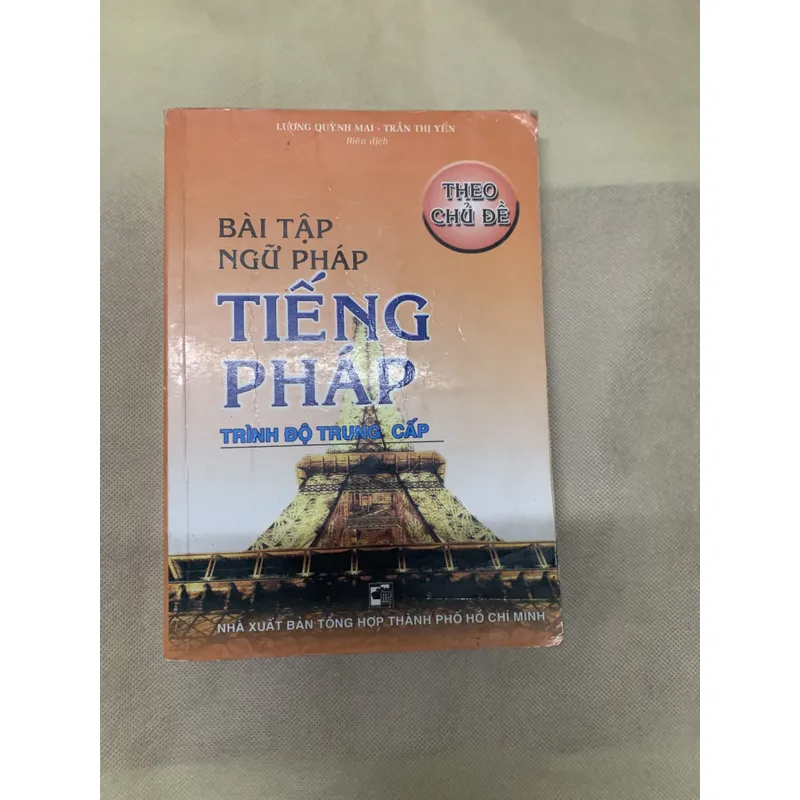 LƯƠNG QUỲNH MAI - TRẦN THỊ YẾN
Biên dịch
THEO
CHỦ ĐỀ
BÀI TẬP
NGỮ PHÁP
TIẾNG
PHÁP
TRÌNH ĐỘ TRUNG CẤP
NHÀ XUẤT BẢN TỔNG HỢP THÀNH PHỐ HỒ CHÍ MINH